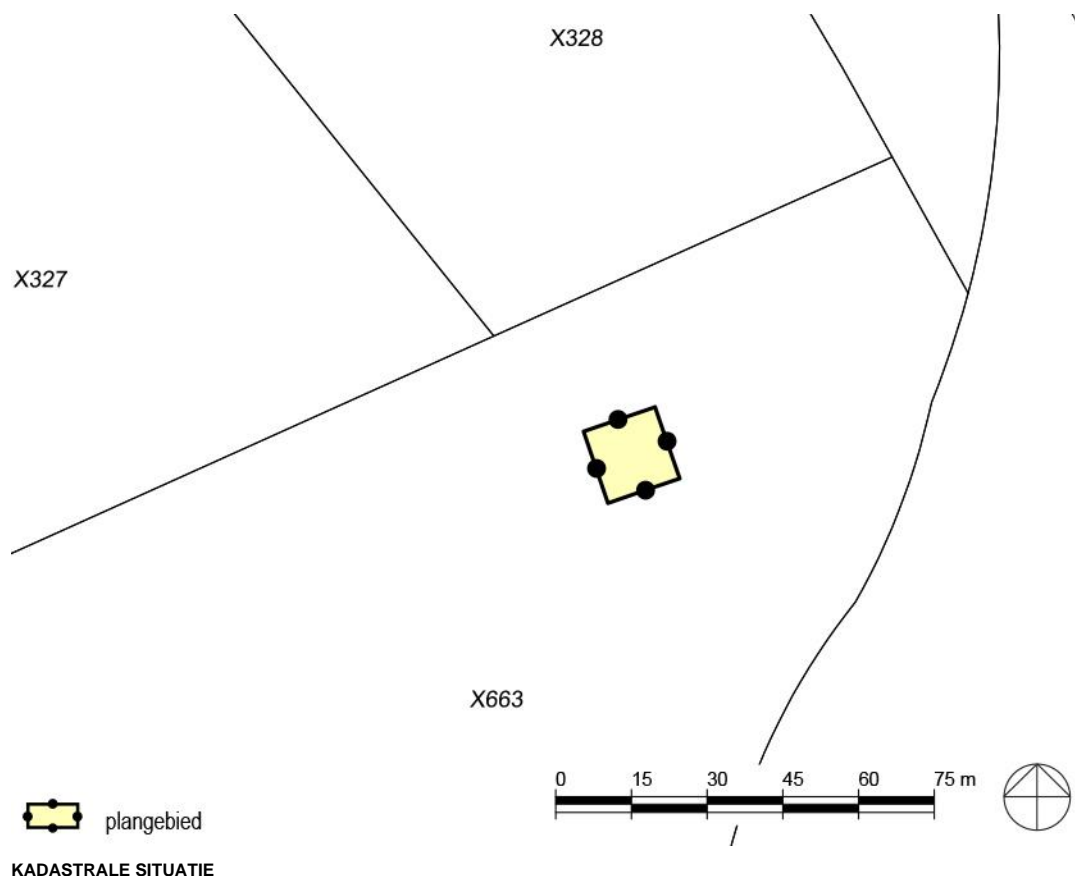 X328
X327
X663
0 15 30 45 60 75 m
plangebied
KADASTRALE SITUATIE